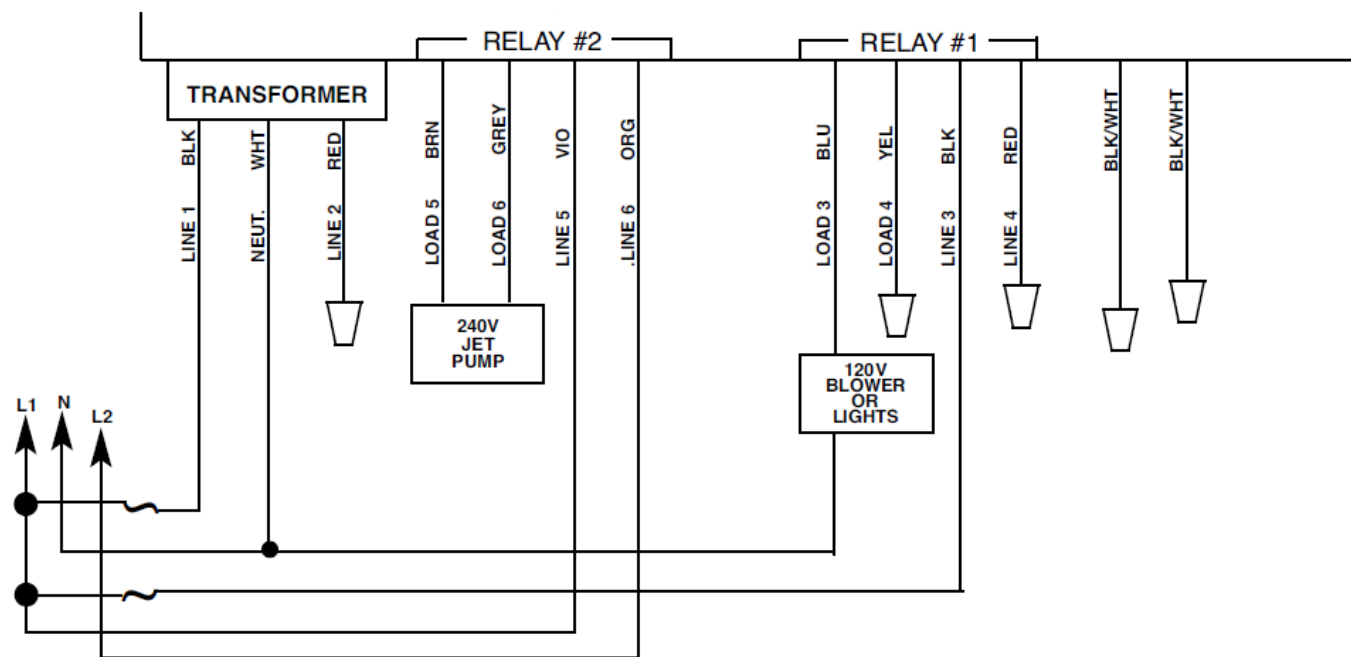 RELAY #2
RELAY #1
TRANSFORMER
BLK
WHT
RED
BRN
GREY
VIO
ORG
BLU
YEL
BLK
RED
BLK/WHT
BLK/WHT
LINE 1
NEUT.
LINE 2
LOAD 5
LOAD 6
LINE 5
.LINE 6
LOAD 3
LOAD 4
LINE 3
LINE 4
240V
JET
PUMP
120V
BLOWER
OR
LIGHTS
L1
N
L2